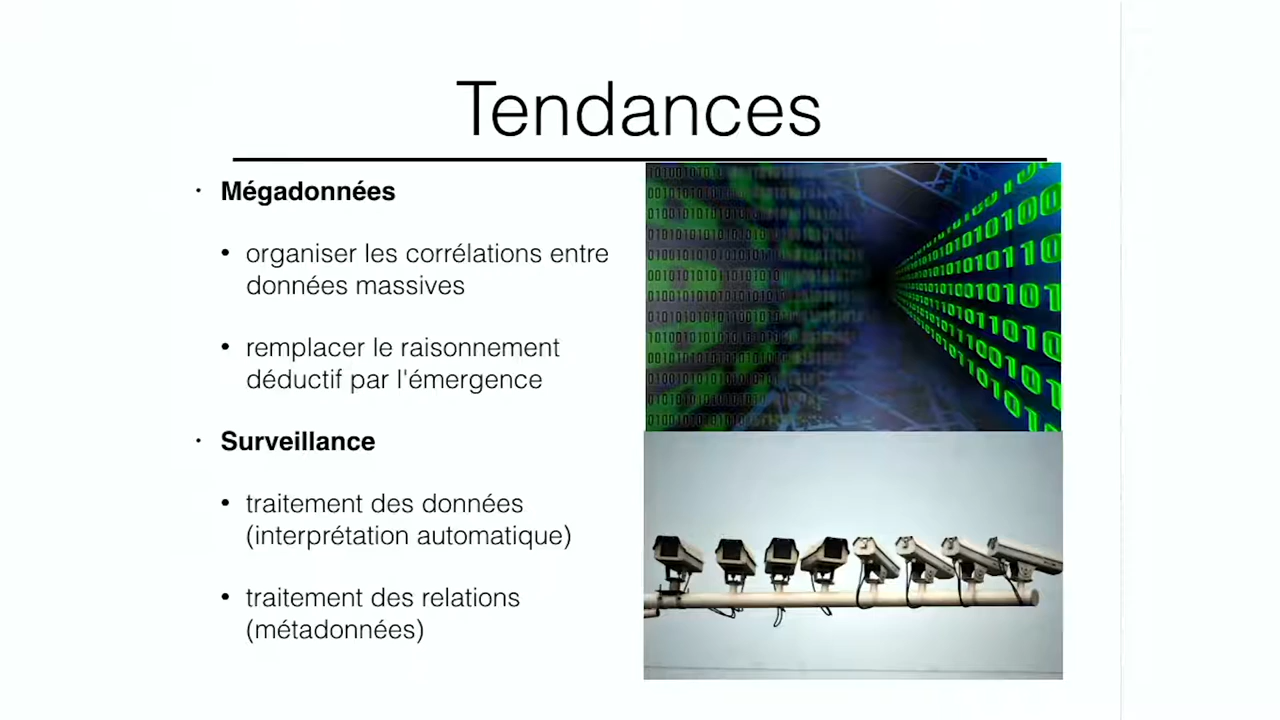 Tendances
· Mégadonnées
• organiser les corrélations entre
données massives
• remplacer le raisonnement
déductif par l'émergence
· Surveillance
• traitement des données
(interprétation automatique)
• traitement des relations
(métadonnées)